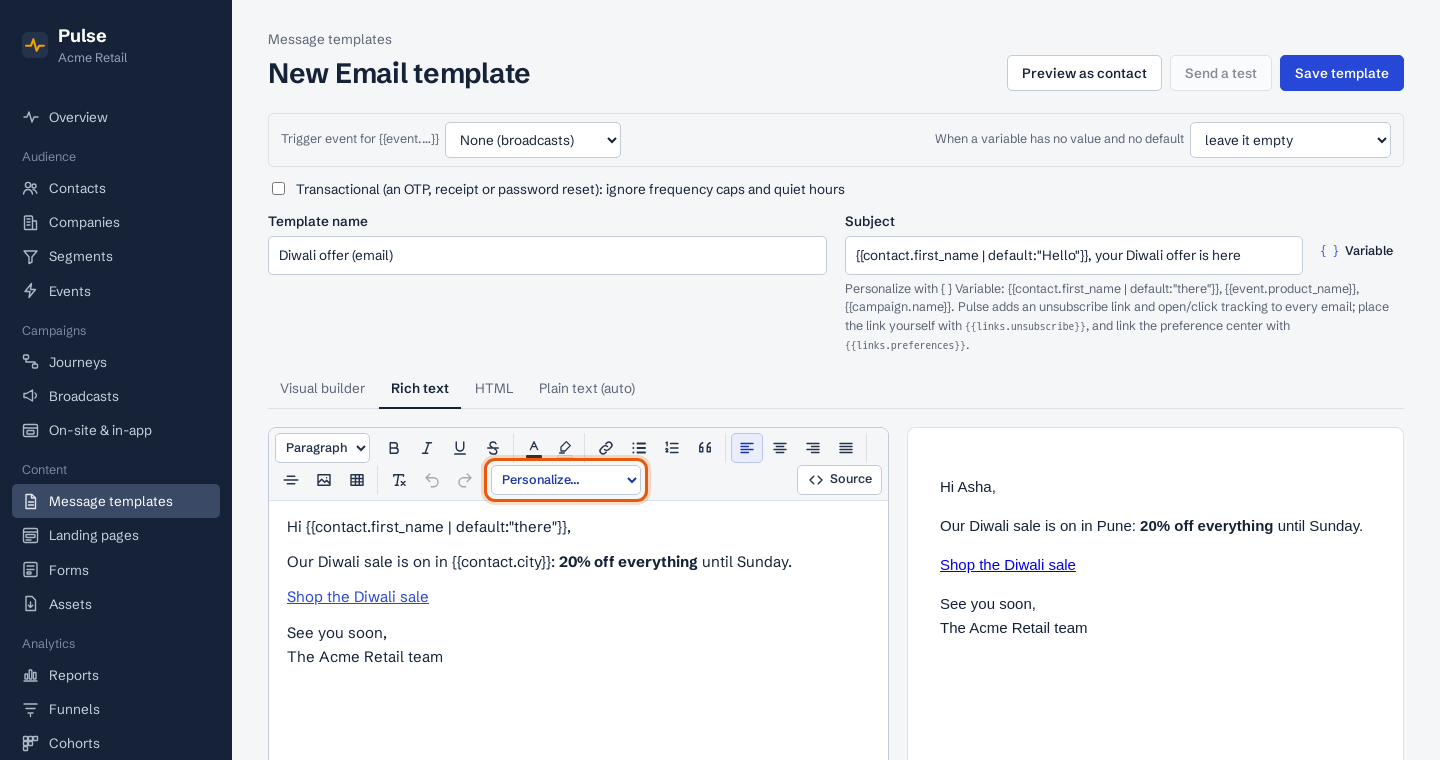 Pulse
Acme Retail
Overview
Audience
Contacts
Companies
Segments
Events
Campaigns
Journeys
Broadcasts
On-site & in-app
Content
Message templates
Landing pages
Forms
Assets
Analytics
Reports
Funnels
Cohorts
Message templates
New Email template
Preview as contact
Send a test
Save template
Trigger event for {{event....}}
None (broadcasts)
When a variable has no value and no default
leave it empty
Transactional (an OTP, receipt or password reset): ignore frequency caps and quiet hours
Template name
Diwali offer (email)
Subject
{{contact.first_name | default:"Hello"}}, your Diwali offer is here
{ } Variable
Personalize with { } Variable: {{contact.first_name | default:"there"}}, {{event.product_name}},
{{campaign.name}}. Pulse adds an unsubscribe link and open/click tracking to every email; place
the link yourself with {{links.unsubscribe}}, and link the preference center with
{{links.preferences}}.
Visual builder
Rich text
HTML
Plain text (auto)
Paragraph
Personalize...
Source
Hi {{contact.first_name | default:"there"}},
Our Diwali sale is on in {{contact.city}}: 20% off everything until Sunday.
Shop the Diwali sale
See you soon,
The Acme Retail team
Hi Asha,
Our Diwali sale is on in Pune: 20% off everything until Sunday.
Shop the Diwali sale
See you soon,
The Acme Retail team